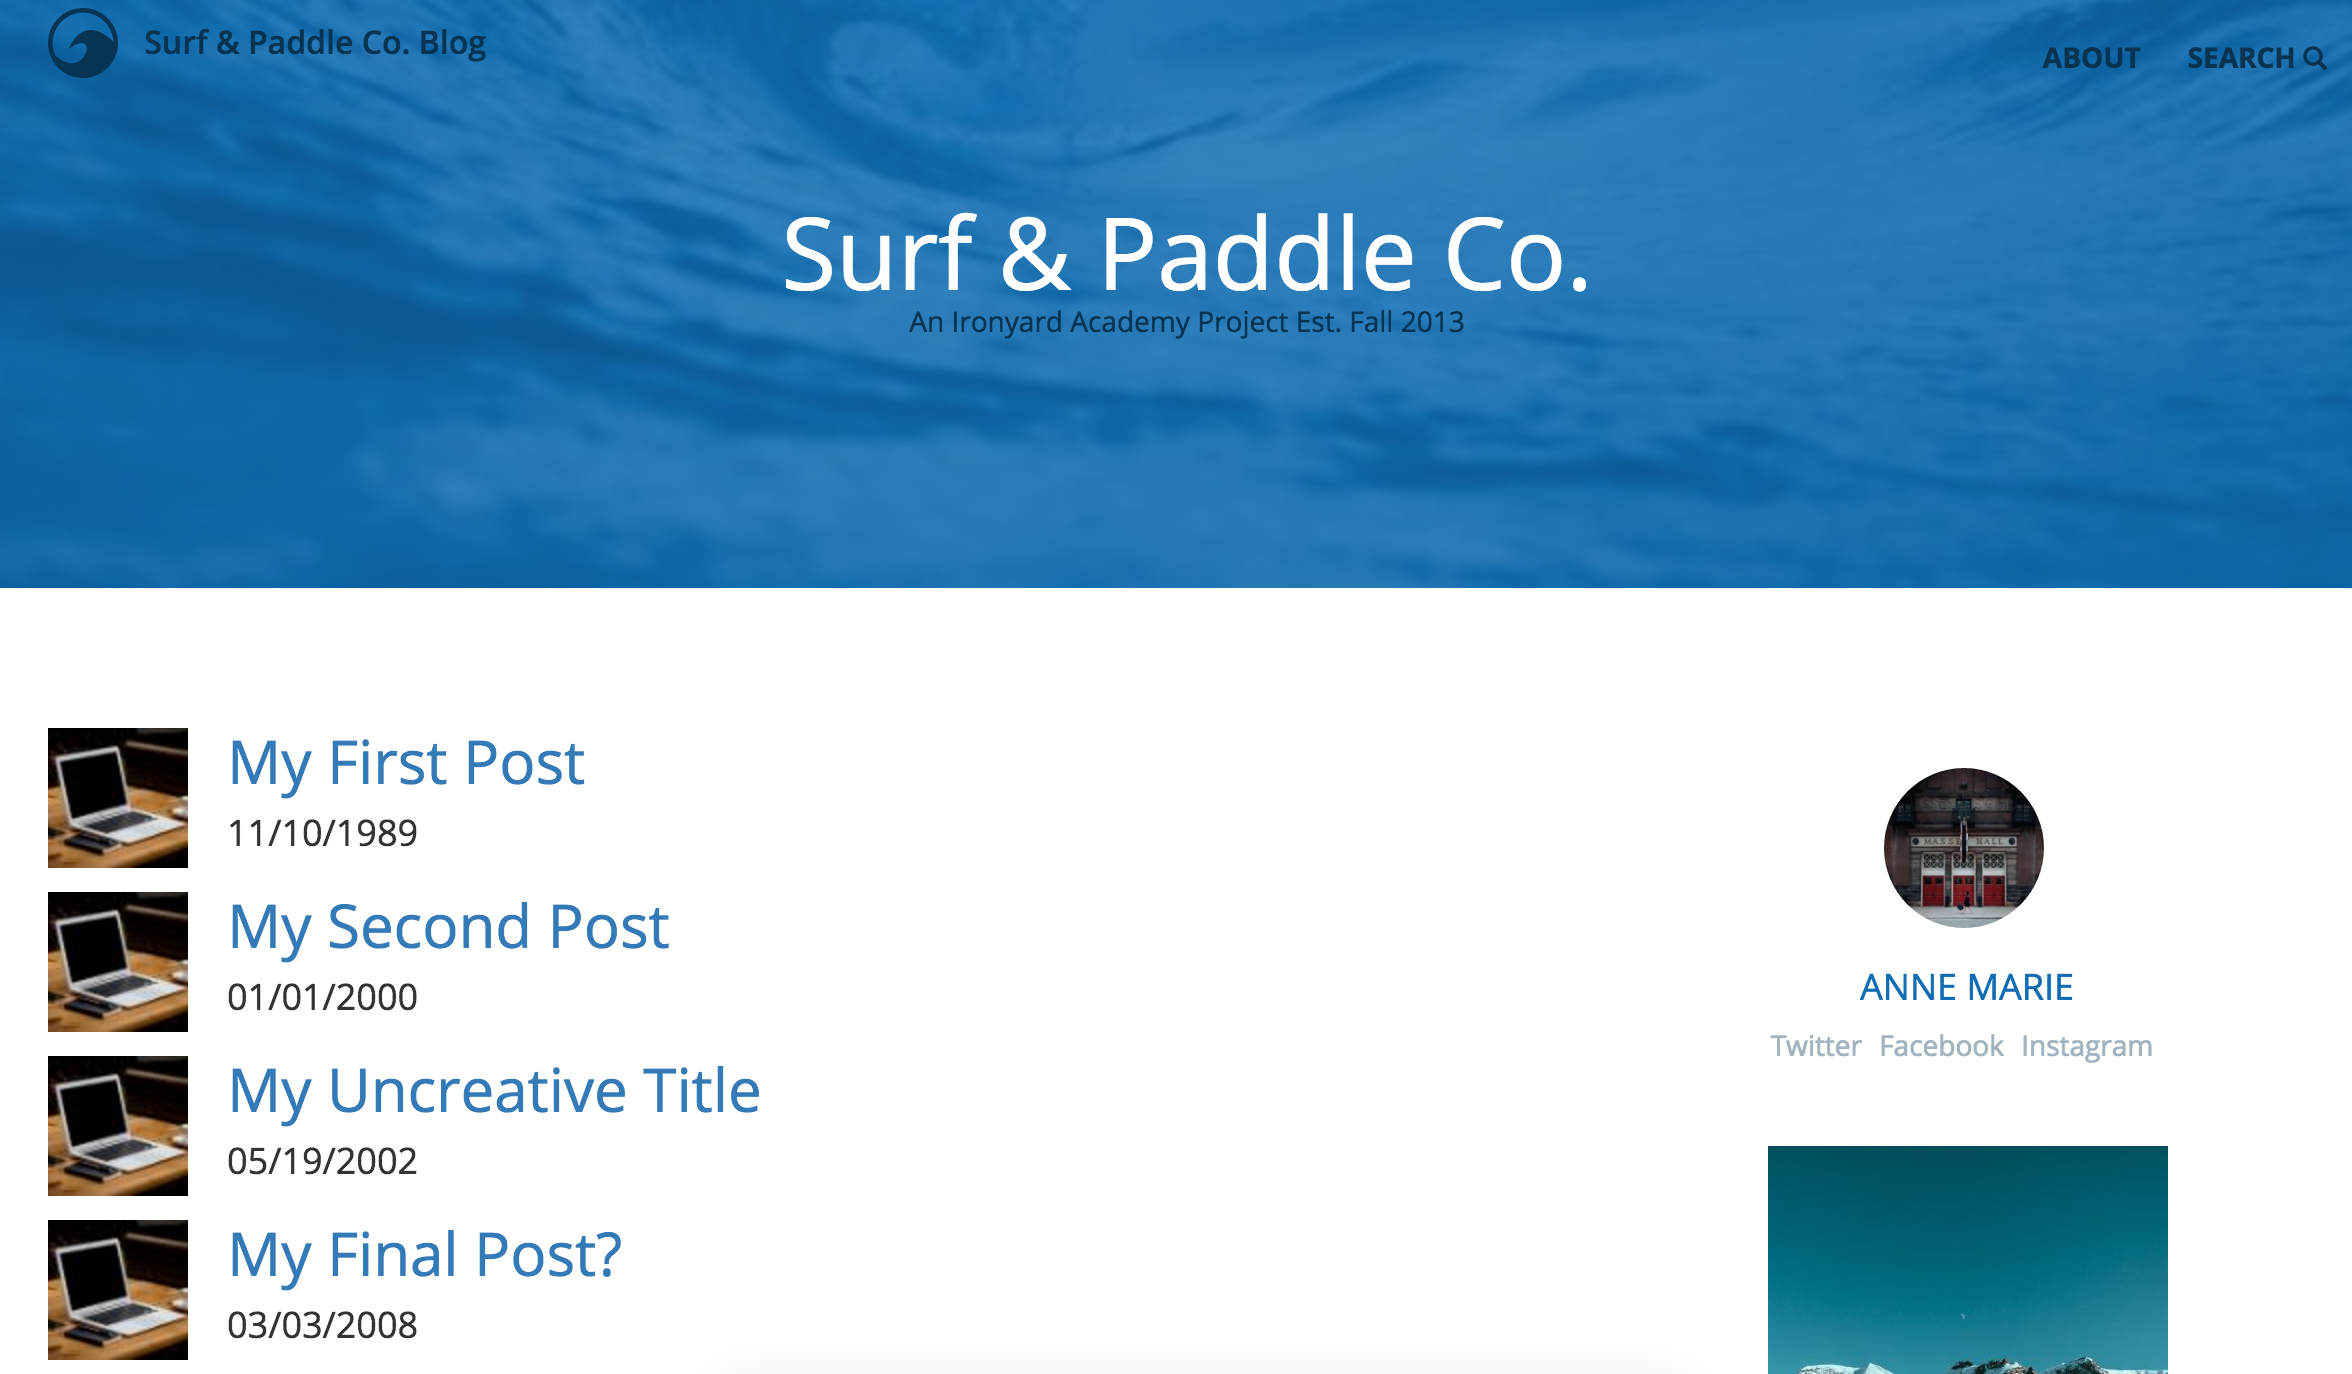 Surf & Paddle Co. Blog
ABOUT SEARCH
Surf & Paddle Co.
An Ironyard Academy Project Est. Fall 2013
My First Post
11/10/1989
My Second Post
01/01/2000
My Uncreative Title
05/19/2002
My Final Post?
03/03/2008
MASSEY HALL
ANNE MARIE
Twitter Facebook Instagram